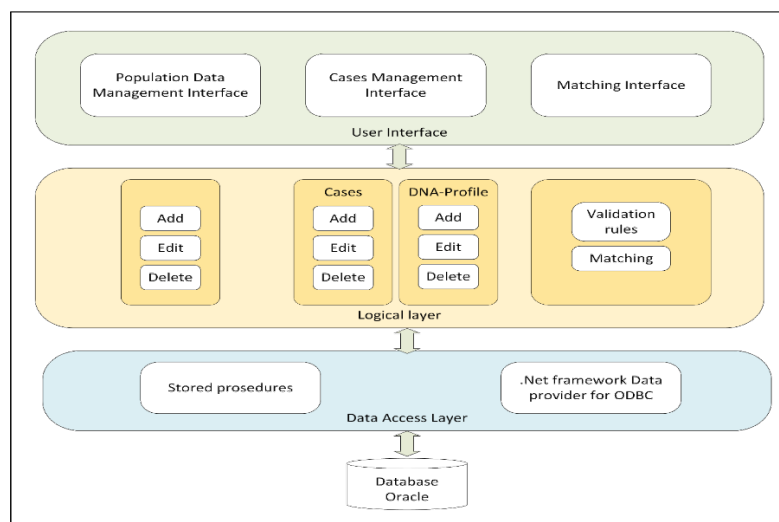 Population Data
Management Interface
Cases Management
Interface
Matching Interface
User Interface
Add
Edit
Delete
Cases
Add
Edit
Delete
DNA-Profile
Add
Edit
Delete
Validation
rules
Matching
Logical layer
Stored prosedures
.Net framework Data
provider for ODBC
Data Access Layer
Database
Oracle